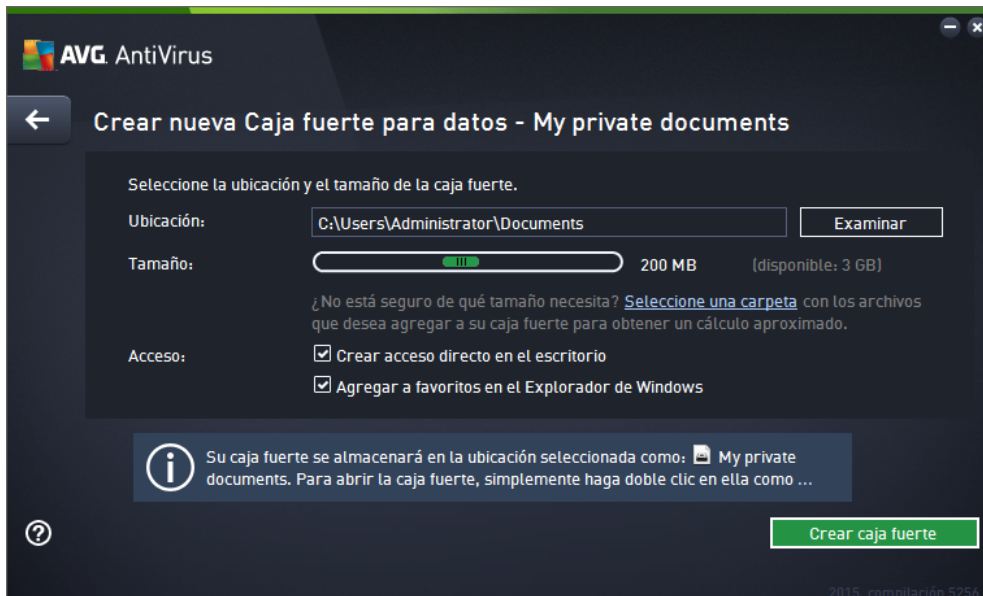 AVG. AntiVirus
Crear nueva Caja fuerte para datos - My private documents
Seleccione la ubicación y el tamaño de la caja fuerte.
Ubicación: C:\Users\Administrator\Documents Examinar
Tamaño: 200 MB (disponible: 3 GB)
¿No está seguro de qué tamaño necesita? Seleccione una carpeta con los archivos
que desea agregar a su caja fuerte para obtener un cálculo aproximado.
Acceso: Crear acceso directo en el escritorio
Agregar a favoritos en el Explorador de Windows
Su caja fuerte se almacenará en la ubicación seleccionada como: My private
documents. Para abrir la caja fuerte, simplemente haga doble clic en ella como ...
Crear caja fuerte
2015, compilación 5256